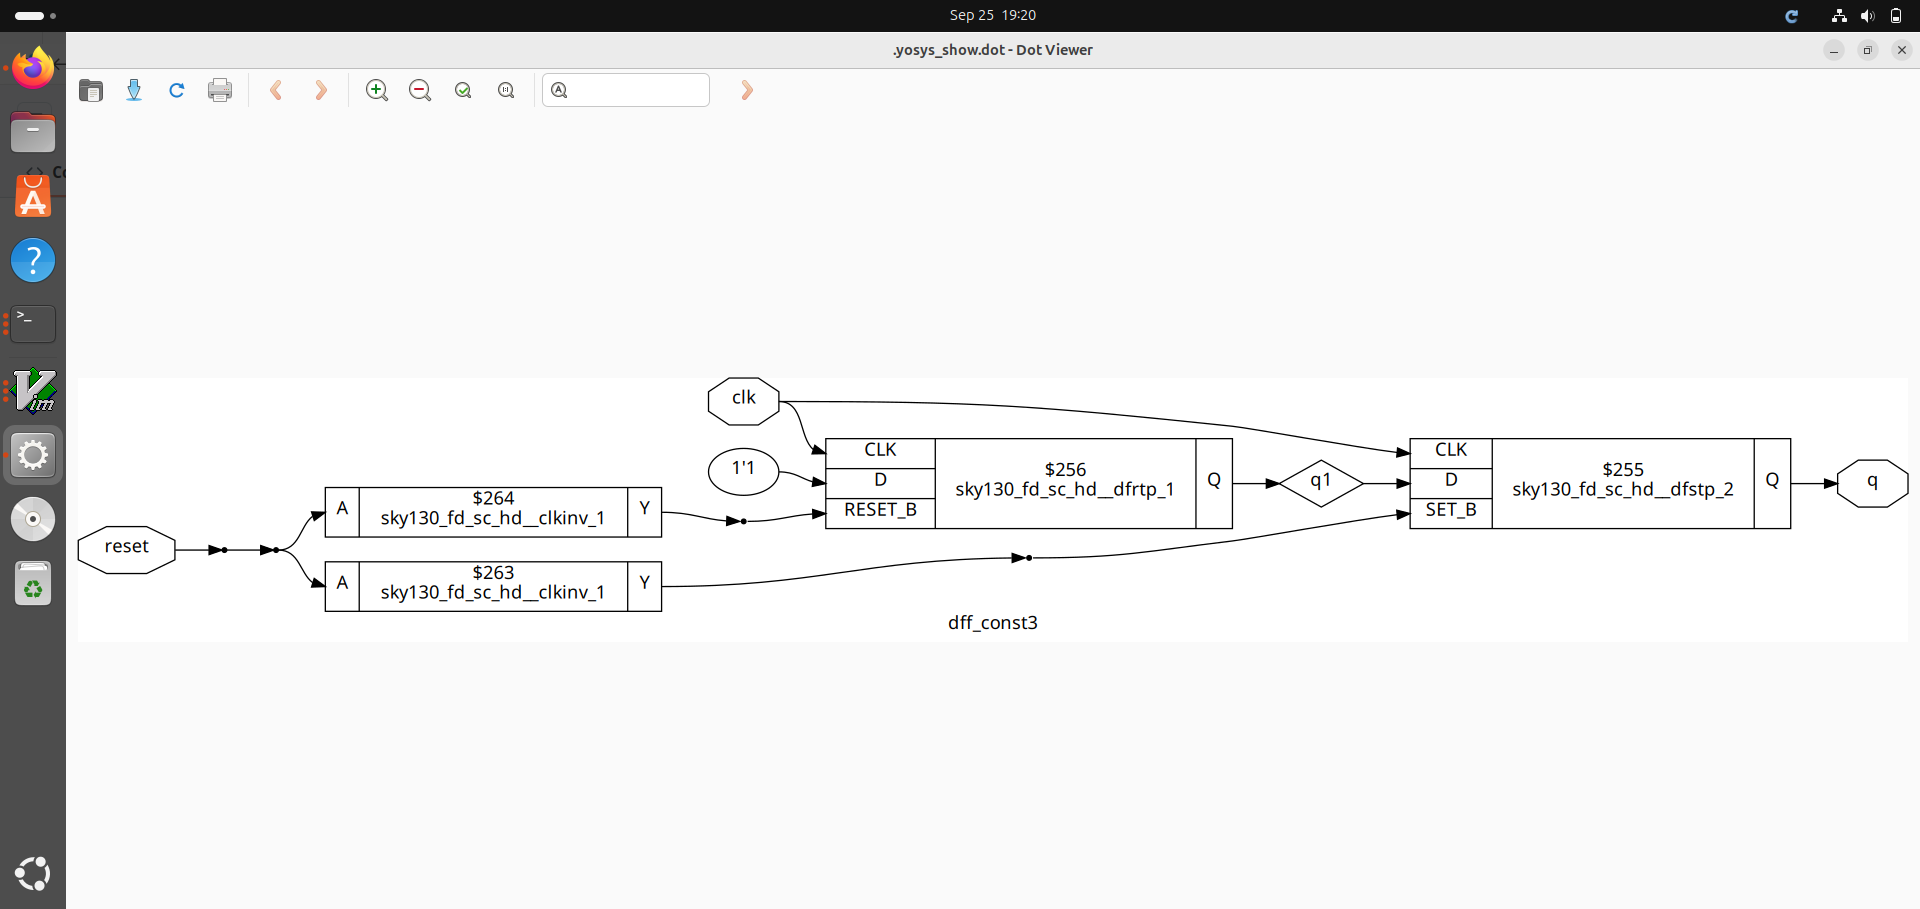 Sep 25 19:20
.yosys_show.dot - Dot Viewer
Co
clk
1'1
CLK
D
RESET_B
$256
sky130_fd_sc_hd__dfrtp_1
Q
q1
CLK
D
SET_B
$255
sky130_fd_sc_hd__dfstp_2
Q
q
reset
A
$264
sky130_fd_sc_hd__clkinv_1
Y
A
$263
sky130_fd_sc_hd__clkinv_1
Y
dff_const3